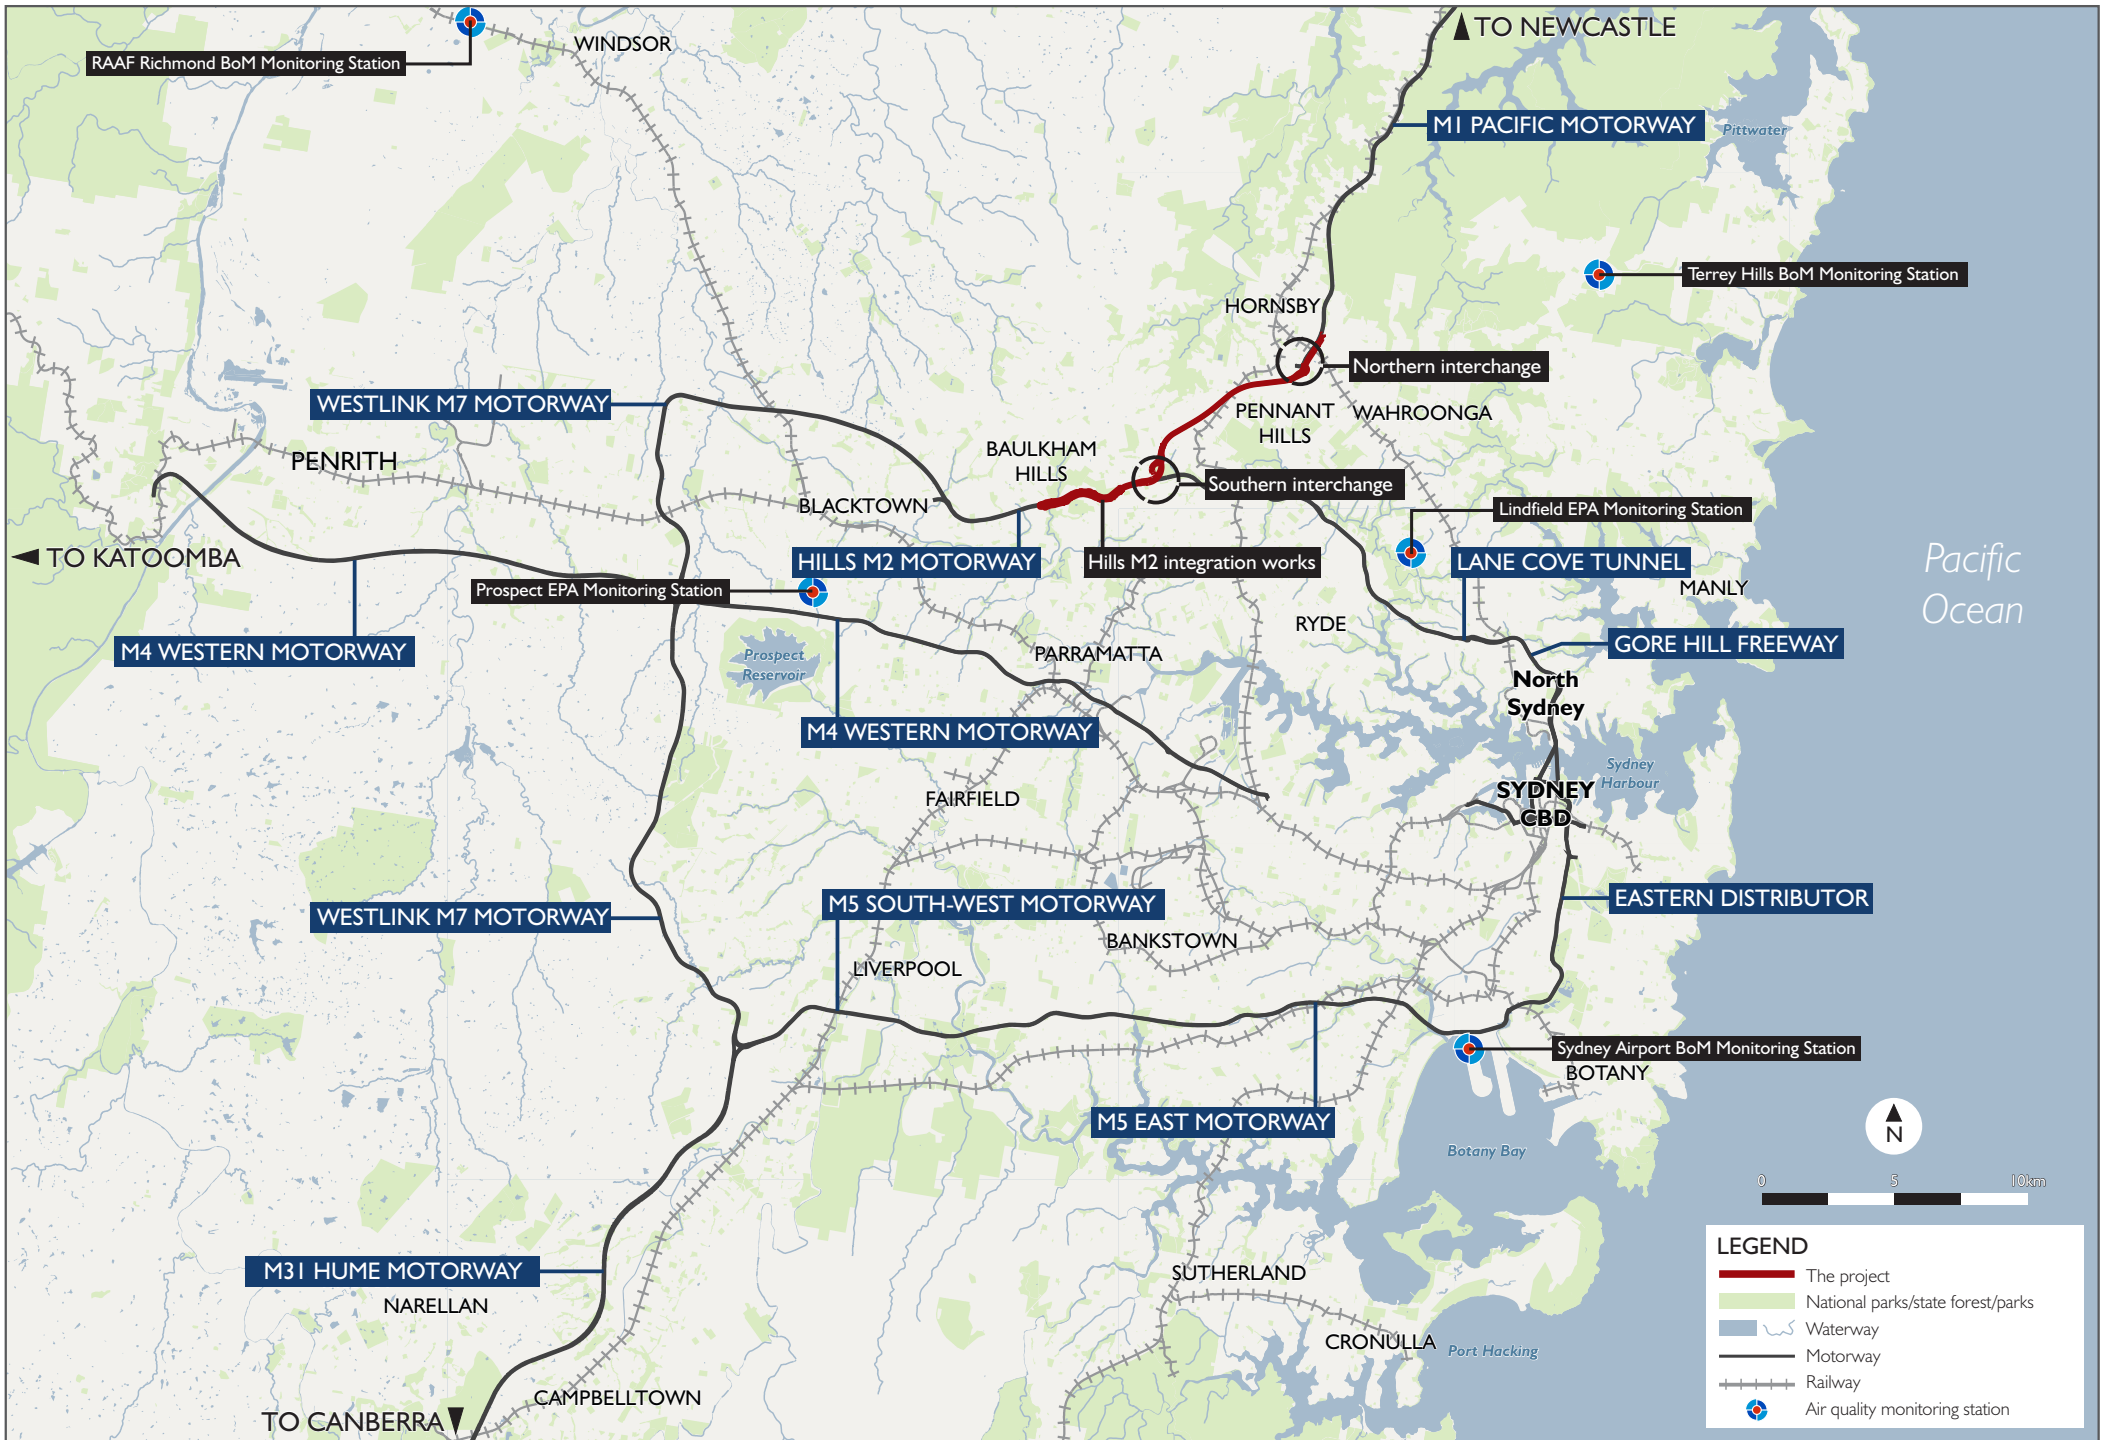 TO NEWCASTLE
WINDSOR
RAAF Richmond BoM Monitoring Station
M1 PACIFIC MOTORWAY
Pittwater
Terrey Hills BoM Monitoring Station
HORNSBY
Northern interchange
WESTLINK M7 MOTORWAY
PENNANT
HILLS
WAHROONGA
BAULKHAM
HILLS
PENRITH
Southern interchange
BLACKTOWN
Lindfield EPA Monitoring Station
TO KATOOMBA
HILLS M2 MOTORWAY
Hills M2 integration works
LANE COVE TUNNEL
Pacific
Ocean
Prospect EPA Monitoring Station
MANLY
RYDE
M4 WESTERN MOTORWAY
GORE HILL FREEWAY
Prospect
Reservoir
PARRAMATTA
North
Sydney
M4 WESTERN MOTORWAY
Sydney
Harbour
FAIRFIELD
SYDNEY
CBD
M5 SOUTH-WEST MOTORWAY
EASTERN DISTRIBUTOR
WESTLINK M7 MOTORWAY
BANKSTOWN
LIVERPOOL
Sydney Airport BoM Monitoring Station
BOTANY
M5 EAST MOTORWAY
N
Botany Bay
0 5 10km
M31 HUME MOTORWAY
NARELLAN
SUTHERLAND
CRONULLA
Port Hacking
CAMPBELLTOWN
TO CANBERRA
LEGEND
The project
National parks/state forest/parks
Waterway
Motorway
Railway
Air quality monitoring station